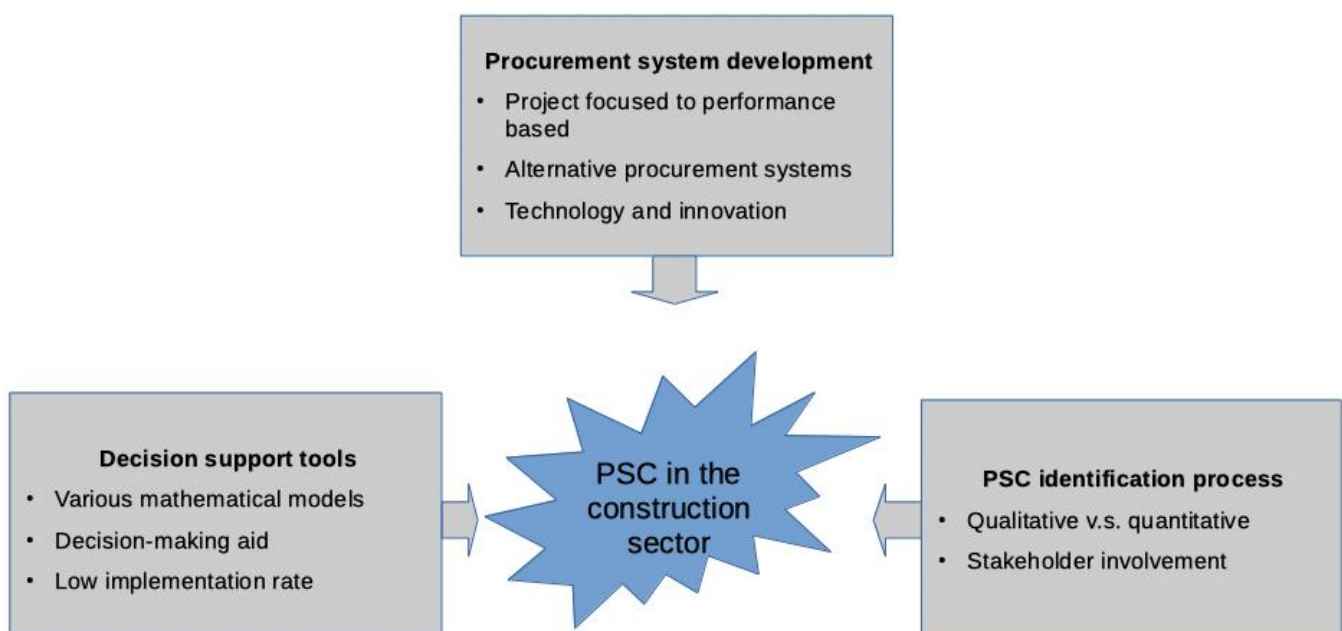 Procurement system development
• Project focused to performance
based
• Alternative procurement systems
• Technology and innovation
Decision support tools
• Various mathematical models
• Decision-making aid
• Low implementation rate
PSC in the
construction
sector
PSC identification process
• Qualitative v.s. quantitative
• Stakeholder involvement